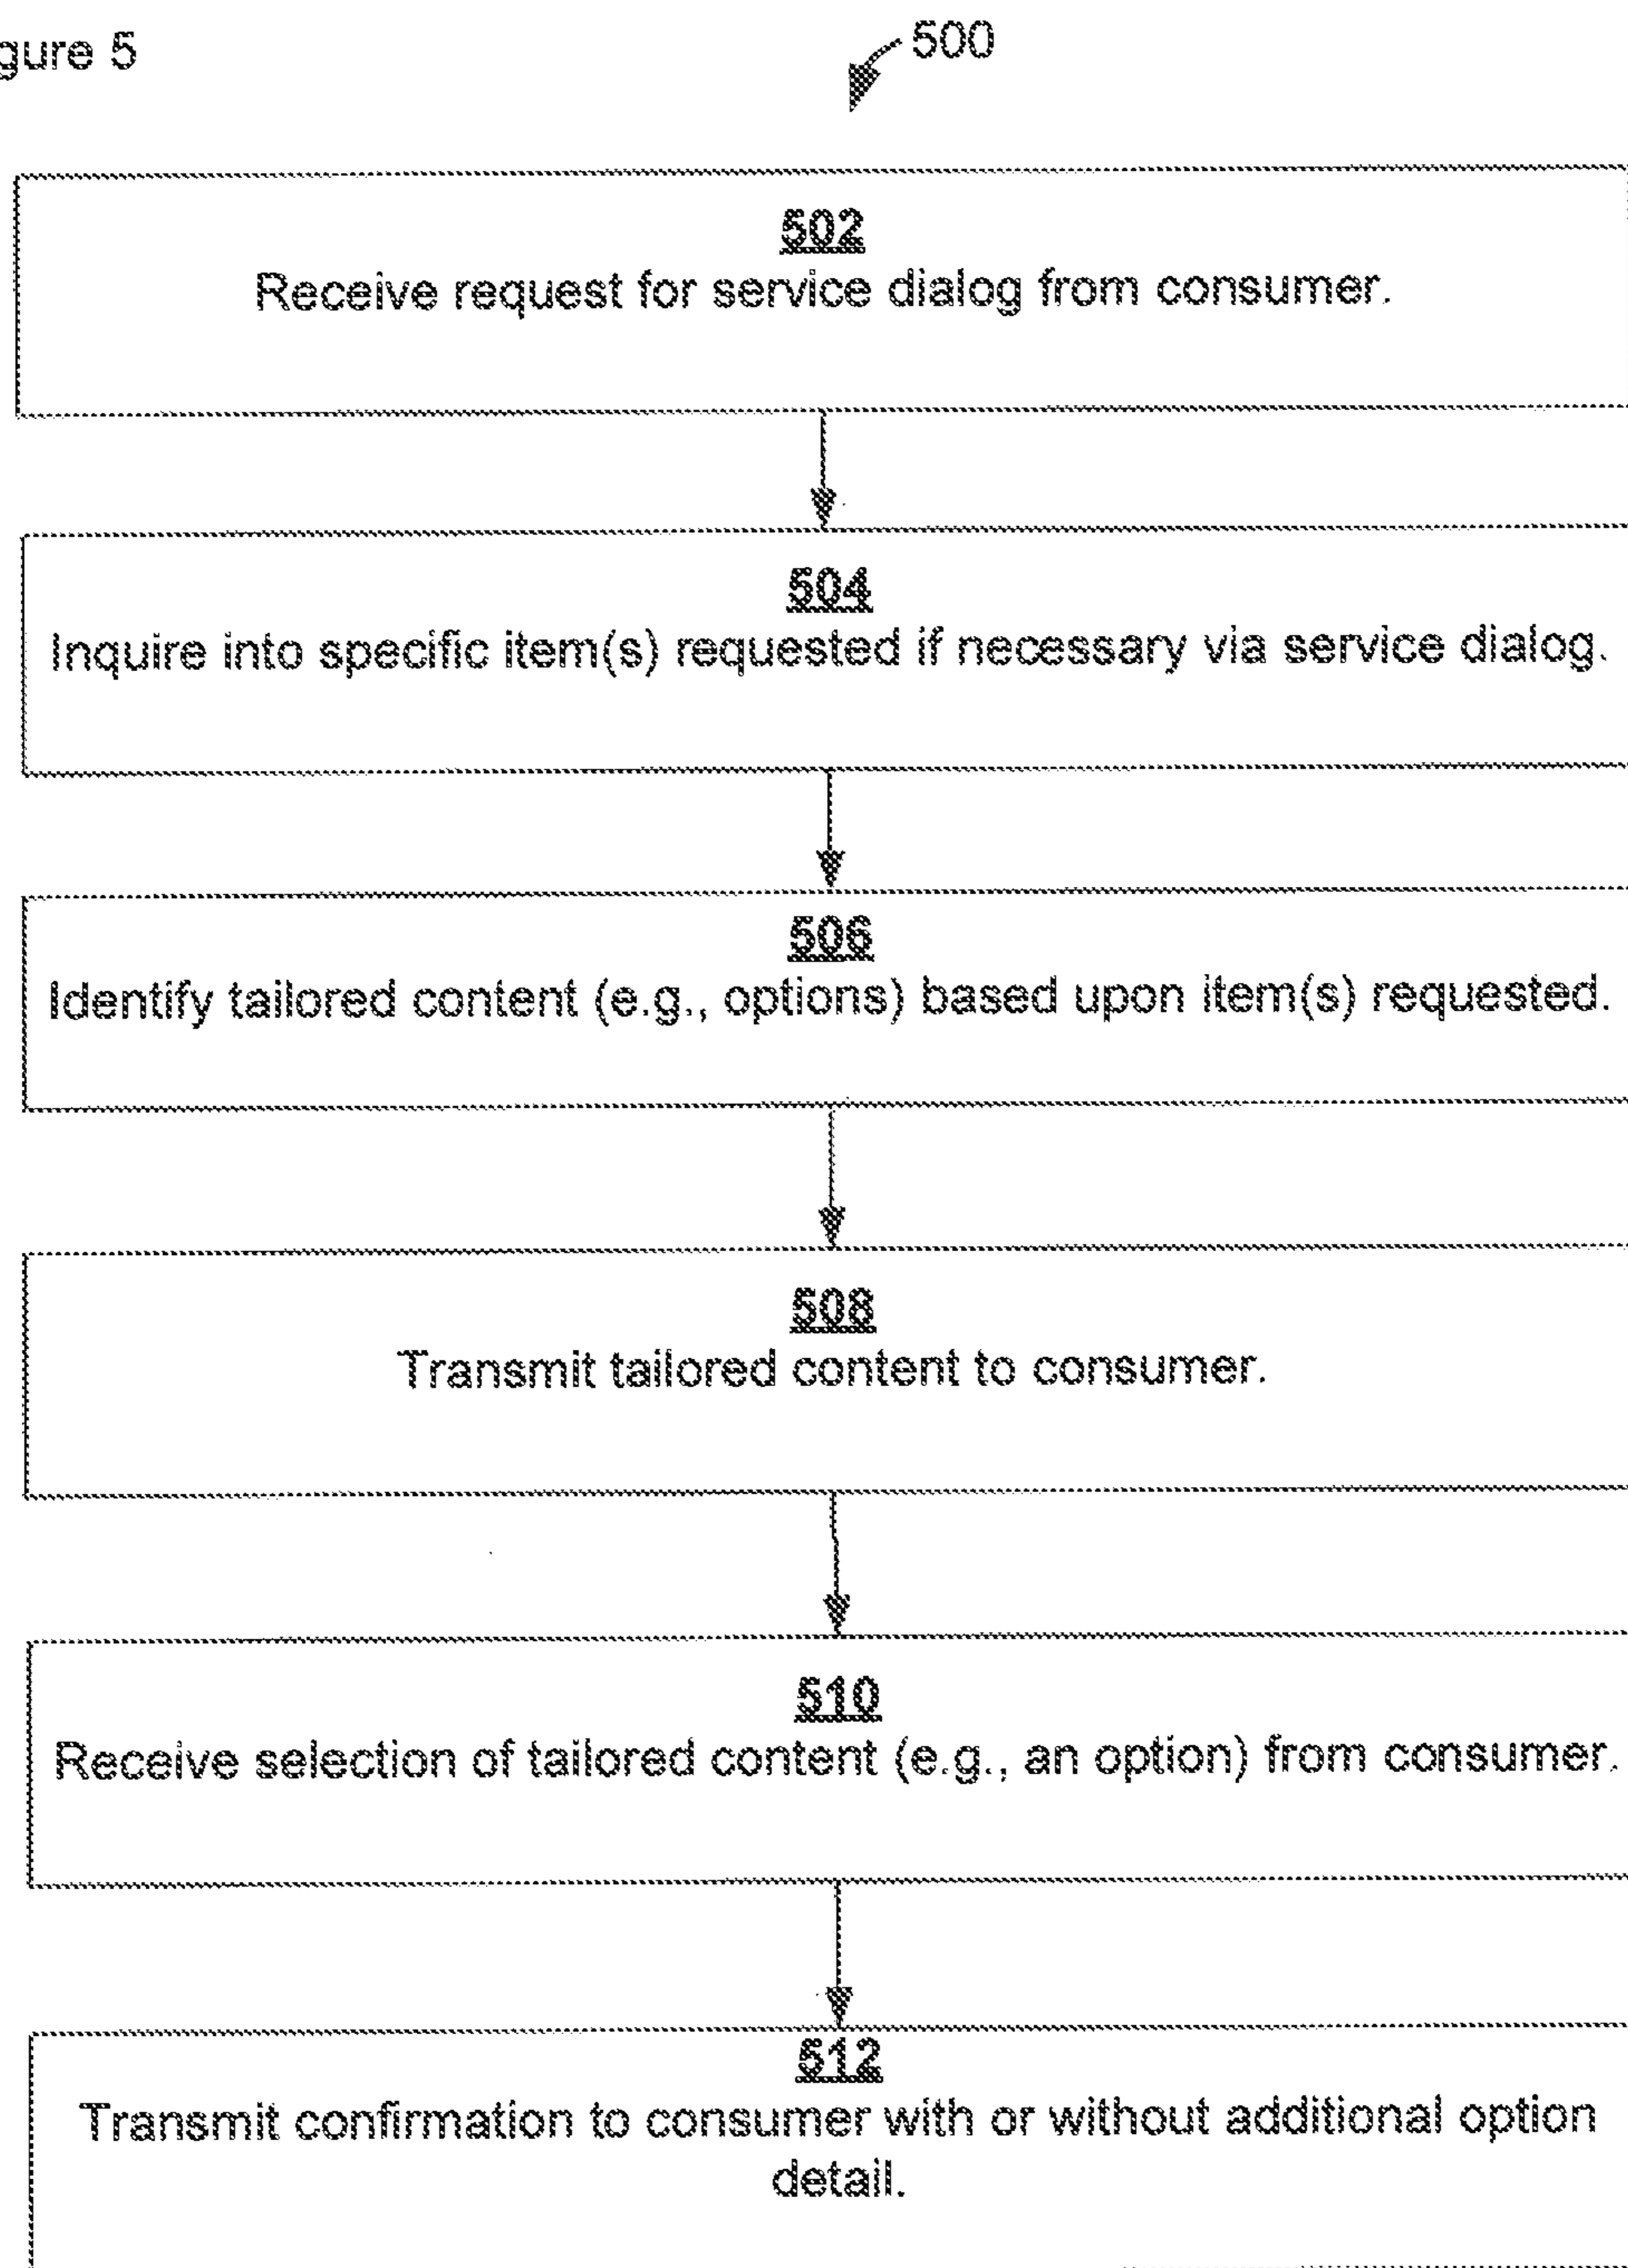 gure 5
500
502
Receive request for service dialog from consumer.
504
Inquire into specific item(s) requested if necessary via service dialog.
506
Identify tailored content (e.g., options) based upon item(s) requested.
508
Transmit tailored content to consumer.
510
Receive selection of tailored content (e.g., an option) from consumer.
512
Transmit confirmation to consumer with or without additional option
detail.